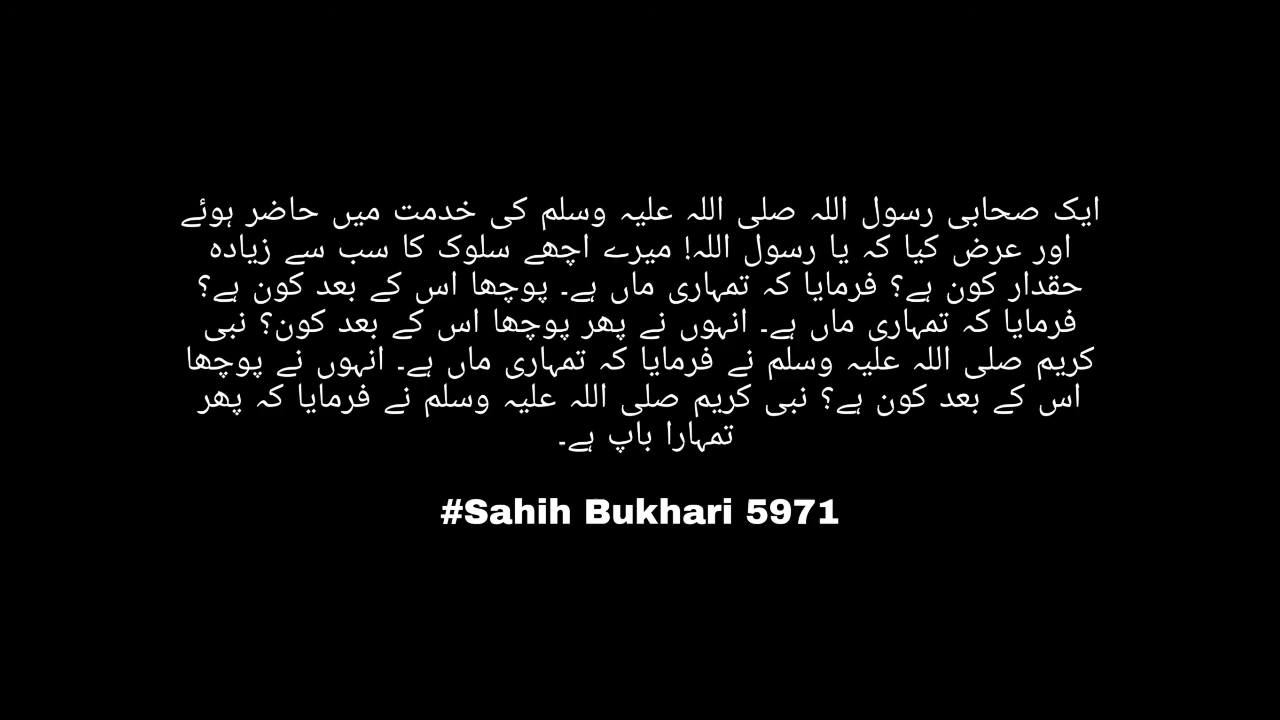 ایک صحابی رسول اللہ صلی اللہ علیہ وسلم کی خدمت میں حاضر ہوئے
اور عرض کیا کہ یا رسول اللہ! میرے اچھے سلوک کا سب سے زیادہ
حقدار کون ہے؟ فرمایا کہ تمہاری ماں ہے۔ پوچھا اس کے بعد کون ہے؟
فرمایا کہ تمہاری ماں ہے۔ انہوں نے پھر پوچھا اس کے بعد کون؟ نبی
کریم صلی اللہ علیہ وسلم نے فرمایا کہ تمہاری ماں ہے۔ انہوں نے پوچھا
اس کے بعد کون ہے؟ نبی کریم صلی اللہ علیہ وسلم نے فرمایا کہ پھر
تمہارا باپ ہے۔
#Sahih Bukhari 5971